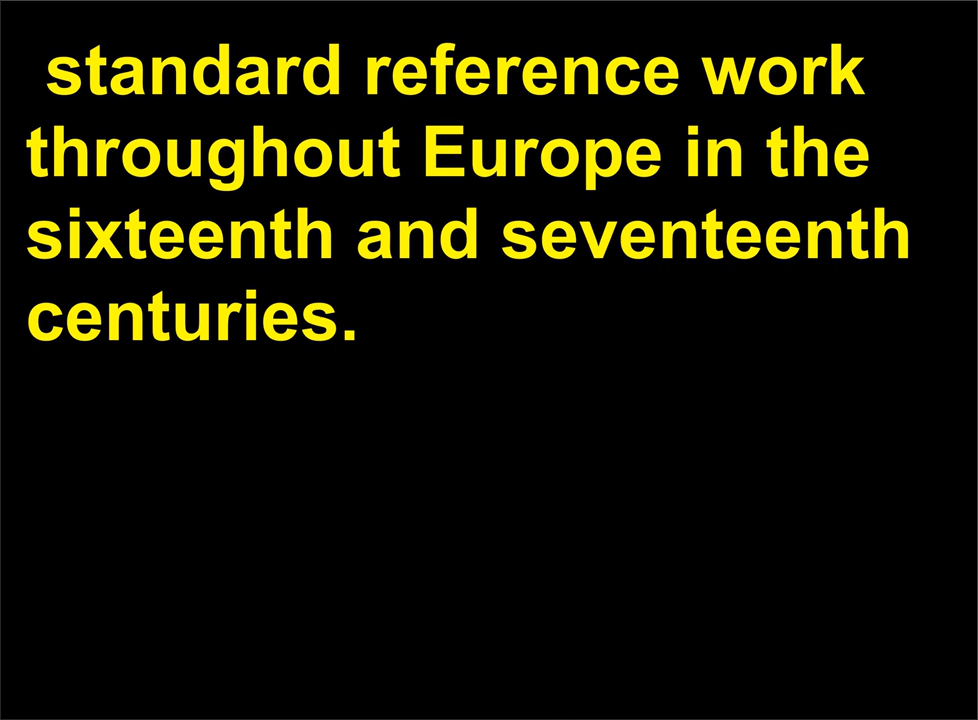 standard reference work
throughout Europe in the
sixteenth and seventeenth
centuries.